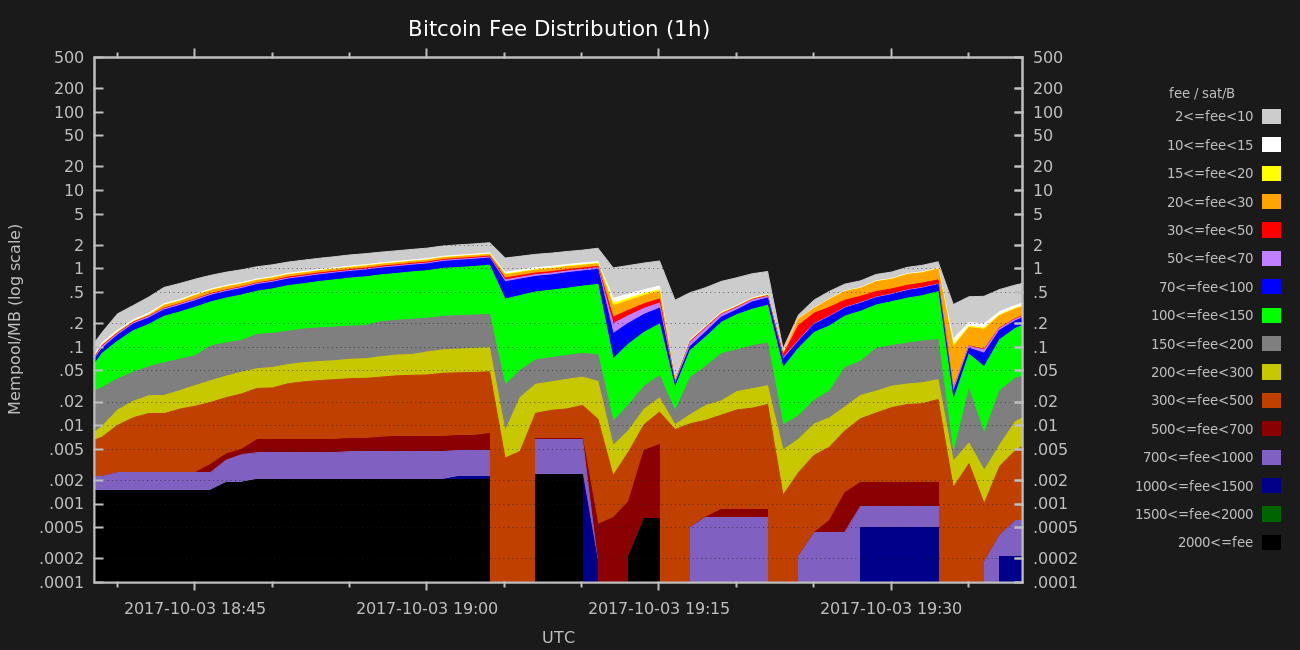 Bitcoin Fee Distribution (1h)
500 500
200 200
100 100
50 50
20 20
10 10
5 5
2 2
1 1
.5 .5
.2 .2
.1 .1
.05 .05
.02 .02
.01 .01
.005 .005
.002 .002
.001 .001
.0005 .0005
.0002 .0002
.0001 .0001
Mempool/MB (log scale)
2017-10-03 18:45 2017-10-03 19:00 2017-10-03 19:15 2017-10-03 19:30
UTC
fee / sat/B
2<=fee<10
10<=fee<15
15<=fee<20
20<=fee<30
30<=fee<50
50<=fee<70
70<=fee<100
100<=fee<150
150<=fee<200
200<=fee<300
300<=fee<500
500<=fee<700
700<=fee<1000
1000<=fee<1500
1500<=fee<2000
2000<=fee